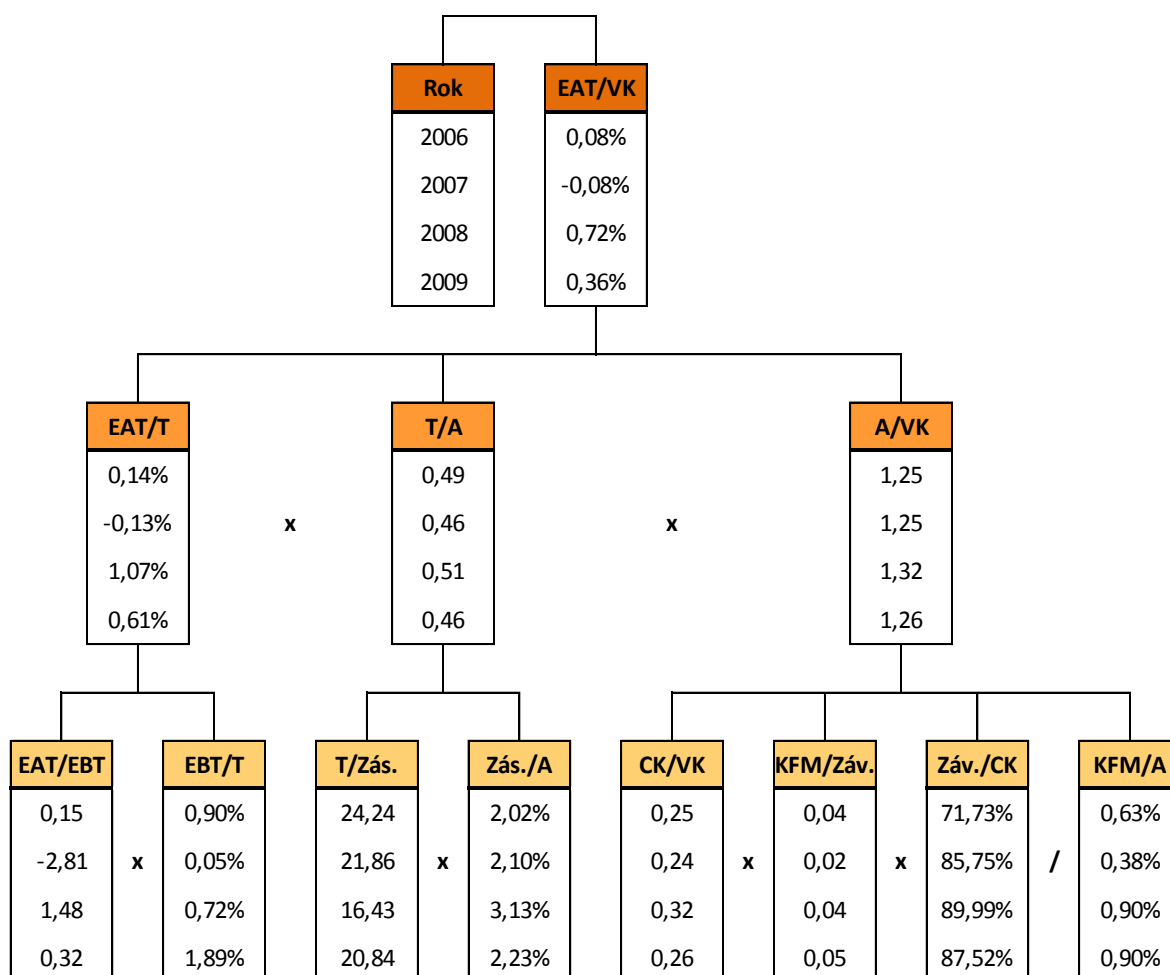 Rok EAT/VK
2006 0,08%
2007 -0,08%
2008 0,72%
2009 0,36%
EAT/T T/A A/VK
0,14% 0,49 1,25
-0,13% x 0,46 x 1,25
1,07% 0,51 1,32
0,61% 0,46 1,26
EAT/EBT EBT/T T/Zás. Zás./A CK/VK KFM/Záv. Záv./CK KFM/A
0,15 0,90% 24,24 2,02% 0,25 0,04 71,73% 0,63%
-2,81 x 0,05% 21,86 x 2,10% 0,24 x 0,02 x 85,75% / 0,38%
1,48 0,72% 16,43 3,13% 0,32 0,04 89,99% 0,90%
0,32 1,89% 20,84 2,23% 0,26 0,05 87,52% 0,90%